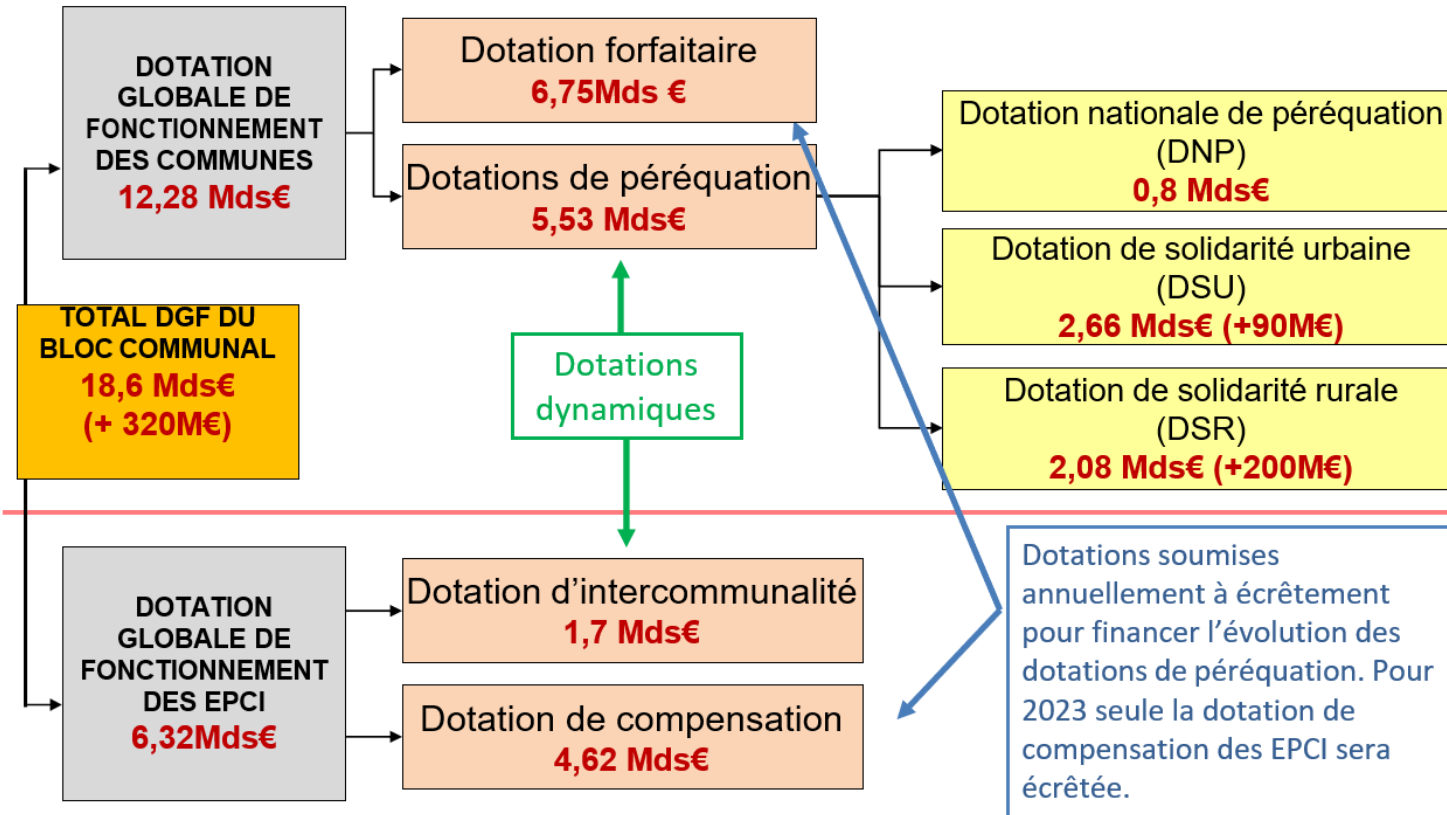 DOTATION
GLOBALE DE
FONCTIONNEMENT
DES COMMUNES
12,28 Mds€
Dotation forfaitaire
6,75Mds €
Dotations de péréquation
5,53 Mds€
Dotation nationale de péréquation
(DNP)
0,8 Mds€
Dotation de solidarité urbaine
(DSU)
2,66 Mds€ (+90M€)
Dotation de solidarité rurale
(DSR)
2,08 Mds€ (+200M€)
TOTAL DGF DU
BLOC COMMUNAL
18,6 Mds€
(+ 320M€)
Dotations
dynamiques
DOTATION
GLOBALE DE
FONCTIONNEMENT
DES EPCI
6,32Mds€
Dotation d’intercommunalité
1,7 Mds€
Dotation de compensation
4,62 Mds€
Dotations soumises
annuellement à écrêtement
pour financer l’évolution des
dotations de péréquation. Pour
2023 seule la dotation de
compensation des EPCI sera
écrêtée.